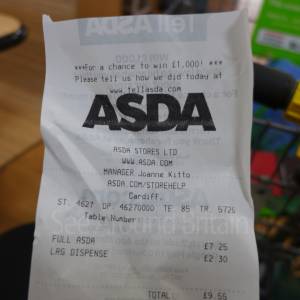 ***For a chance to win £1,000! ***
Please tell us how we did today at
www.tellasda.com
ASDA
ASDA STORES LTD
WWW.ASDA.COM
MANAGER Joanne Kitto
ASDA.COM/STOREHELP
Cardiff.
ST. 4627 OP. 46270000 TE 85 TR. 5726
Table Number
FULL ASDA £7.25
LRG DISPENSE £2.30
TOTAL £9.55